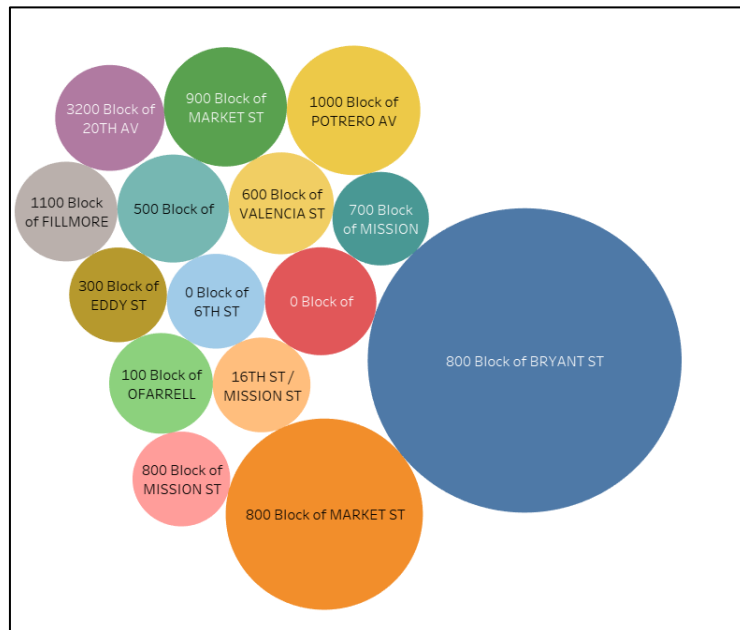 900 Block of
MARKET ST
1000 Block of
POTRERO AV
3200 Block of
20TH AV
1100 Block
of FILLMORE
500 Block of
600 Block of
VALENCIA ST
700 Block
of MISSION
300 Block of
EDDY ST
0 Block of
6TH ST
0 Block of
800 Block of BRYANT ST
100 Block of
OFARRELL
16TH ST /
MISSION ST
800 Block of
MISSION ST
800 Block of MARKET ST